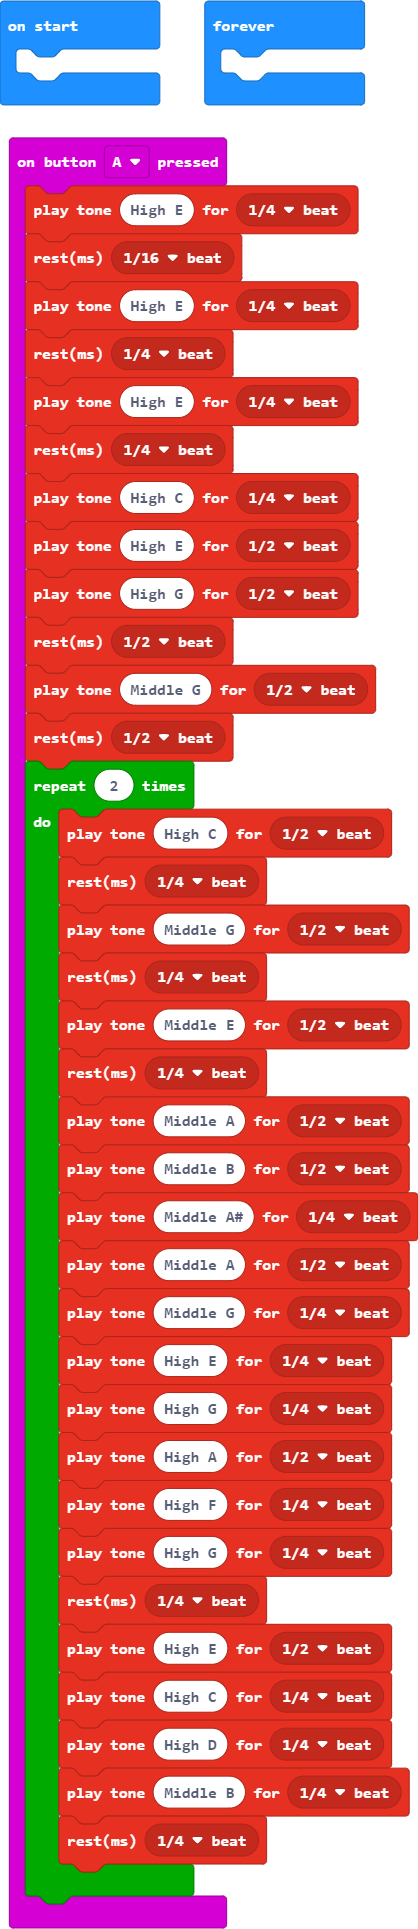 on start
forever
on button A pressed
play tone High E for 1/4 beat
rest(ms) 1/16 beat
play tone High E for 1/4 beat
rest(ms) 1/4 beat
play tone High E for 1/4 beat
rest(ms) 1/4 beat
play tone High C for 1/4 beat
play tone High E for 1/2 beat
play tone High G for 1/2 beat
rest(ms) 1/2 beat
play tone Middle G for 1/2 beat
rest(ms) 1/2 beat
repeat 2 times
do
play tone High C for 1/2 beat
rest(ms) 1/4 beat
play tone Middle G for 1/2 beat
rest(ms) 1/4 beat
play tone Middle E for 1/2 beat
rest(ms) 1/4 beat
play tone Middle A for 1/2 beat
play tone Middle B for 1/2 beat
play tone Middle A# for 1/4 beat
play tone Middle A for 1/2 beat
play tone Middle G for 1/4 beat
play tone High E for 1/4 beat
play tone High G for 1/4 beat
play tone High A for 1/2 beat
play tone High F for 1/4 beat
play tone High G for 1/4 beat
rest(ms) 1/4 beat
play tone High E for 1/2 beat
play tone High C for 1/4 beat
play tone High D for 1/4 beat
play tone Middle B for 1/4 beat
rest(ms) 1/4 beat